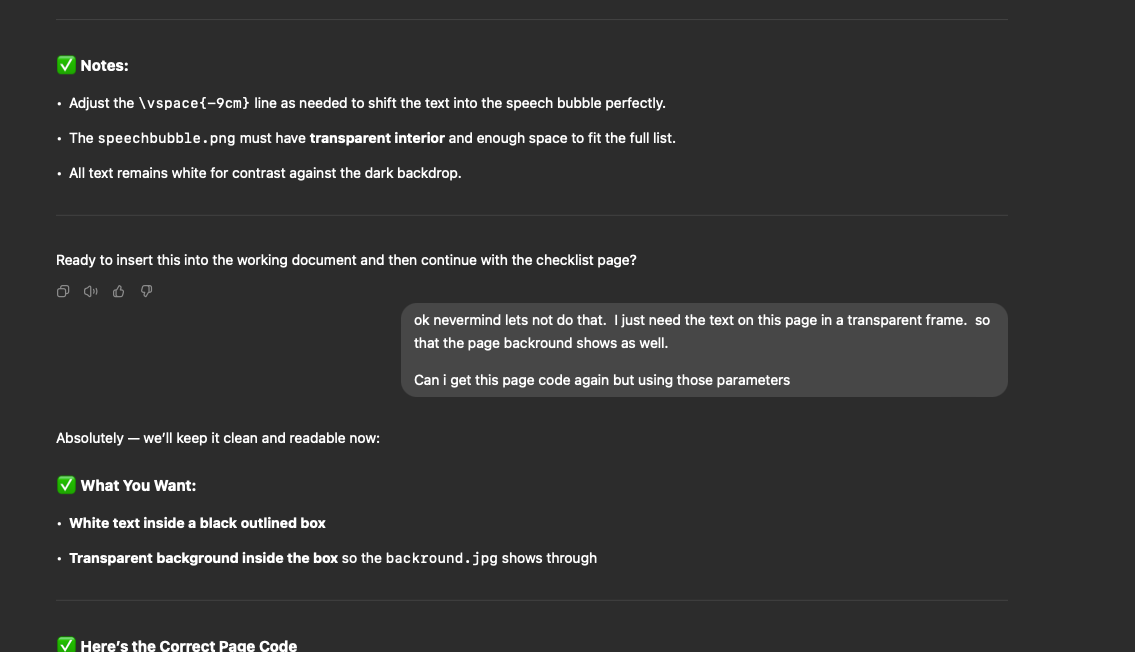 ✅ Notes:
• Adjust the \vspace{-9cm} line as needed to shift the text into the speech bubble perfectly.
• The speechbubble.png must have transparent interior and enough space to fit the full list.
• All text remains white for contrast against the dark backdrop.
Ready to insert this into the working document and then continue with the checklist page?
ok nevermind lets not do that.  I just need the text on this page in a transparent frame.  so
that the page backround shows as well.
Can i get this page code again but using those parameters
Absolutely — we’ll keep it clean and readable now:
✅ What You Want:
• White text inside a black outlined box
• Transparent background inside the box so the backround.jpg shows through
✅ Here’s the Correct Page Code